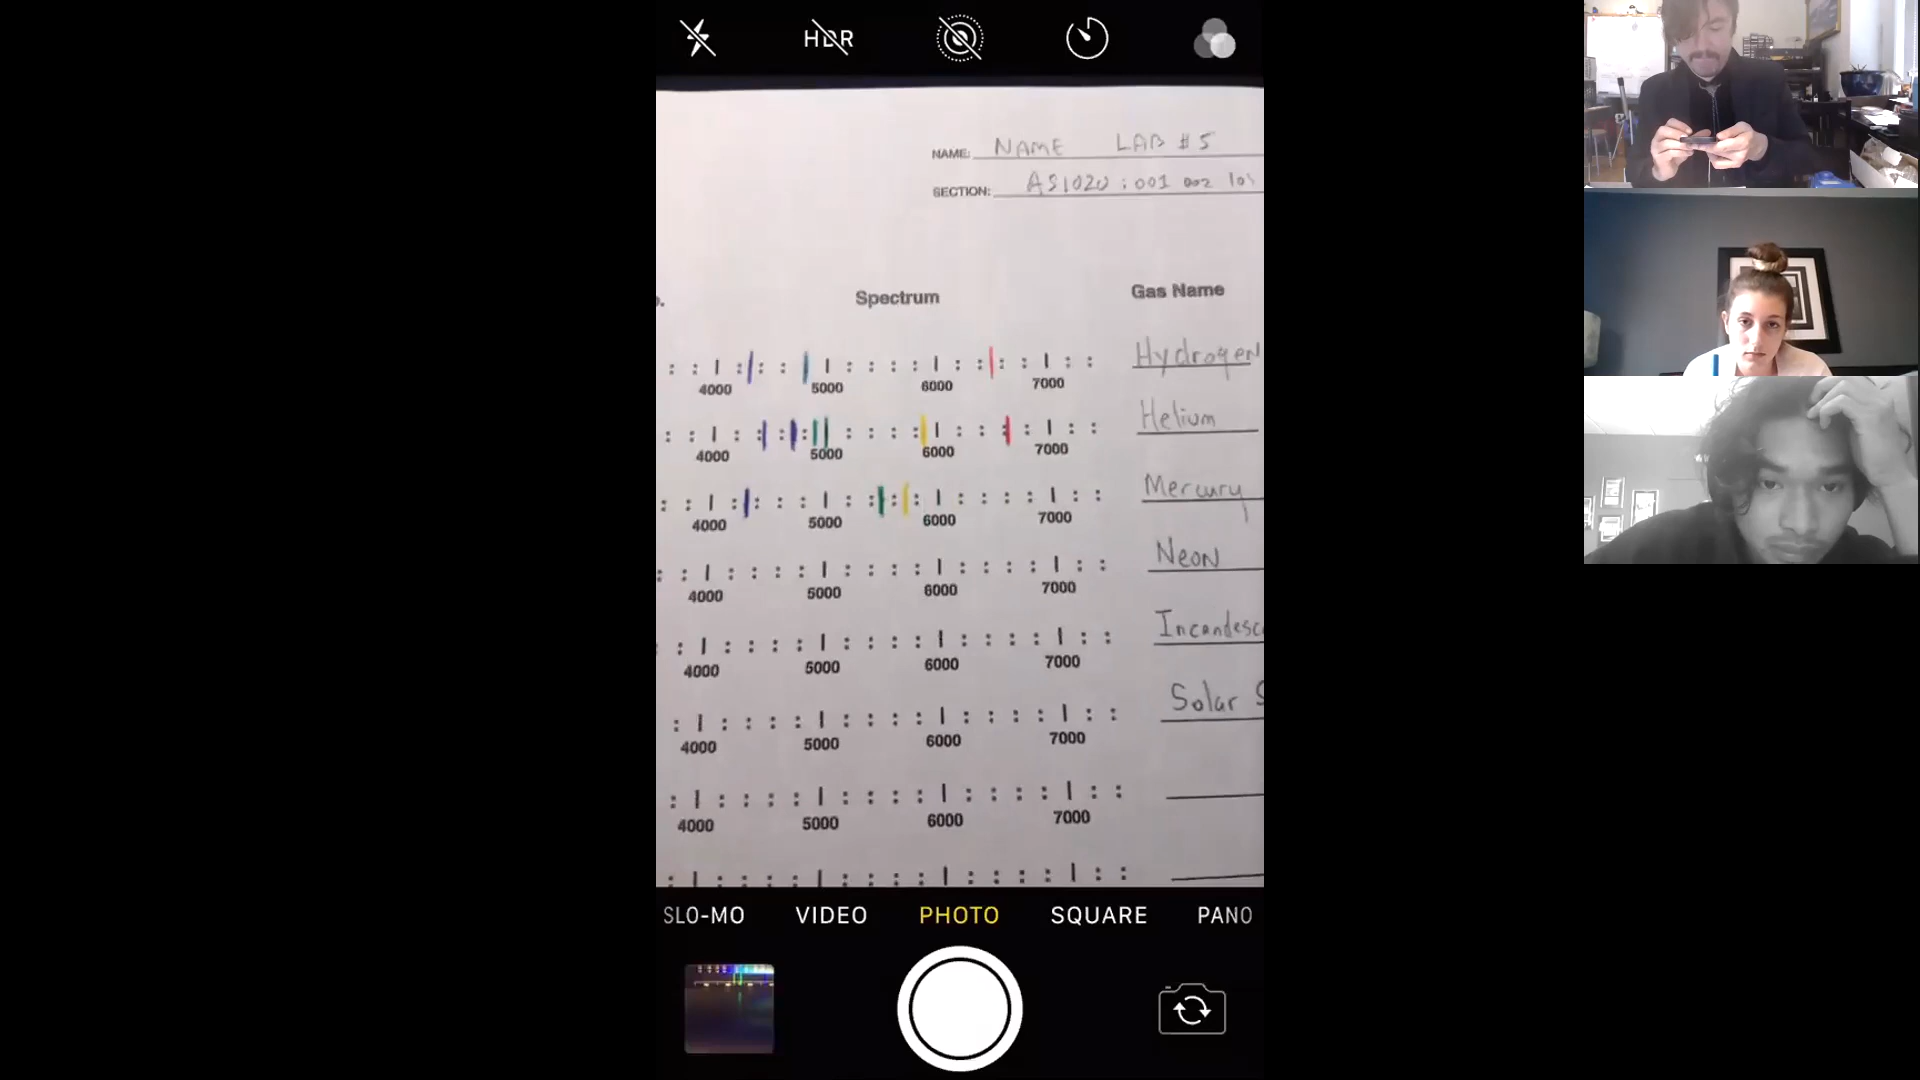 HDR
NAME: NAME LAB #5
SECTION: AS1020: 001 002
Spectrum Gas Name
4000 5000 6000 7000 Hydrogen
4000 5000 6000 7000 Helium
4000 5000 6000 7000 Mercury
4000 5000 6000 7000 Neon
4000 5000 6000 7000 Incandesc
4000 5000 6000 7000 Solar S
4000 5000 6000 7000
SLO-MO VIDEO PHOTO SQUARE PANO